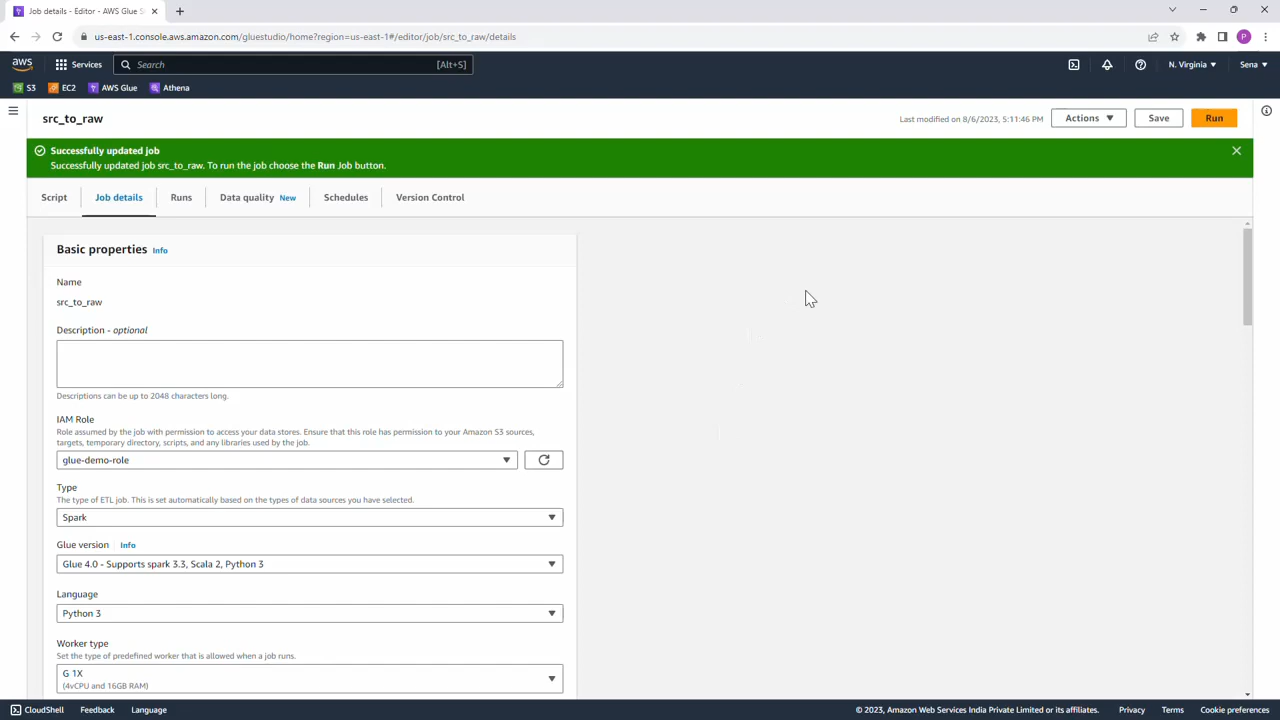 Job details - Editor - AWS Glue S
us-east-1.console.aws.amazon.com/gluestudio/home?region=us-east-1#/editor/job/src_to_raw/details
P
aws
Services
Search
[Alt+S]
N. Virginia
Sena
S3
EC2
AWS Glue
Athena
src_to_raw
Last modified on 8/6/2023, 5:11:46 PM
Actions
Save
Run
Successfully updated job
Successfully updated job src_to_raw. To run the job choose the Run Job button.
Script
Job details
Runs
Data quality New
Schedules
Version Control
Basic properties Info
Name
src_to_raw
Description - optional
Descriptions can be up to 2048 characters long.
IAM Role
Role assumed by the job with permission to access your data stores. Ensure that this role has permission to your Amazon S3 sources,
targets, temporary directory, scripts, and any libraries used by the job.
glue-demo-role
Type
The type of ETL job. This is set automatically based on the types of data sources you have selected.
Spark
Glue version Info
Glue 4.0 - Supports spark 3.3, Scala 2, Python 3
Language
Python 3
Worker type
Set the type of predefined worker that is allowed when a job runs.
G 1X
(4vCPU and 16GB RAM)
CloudShell
Feedback
Language
© 2023, Amazon Web Services India Private Limited or its affiliates.
Privacy
Terms
Cookie preferences